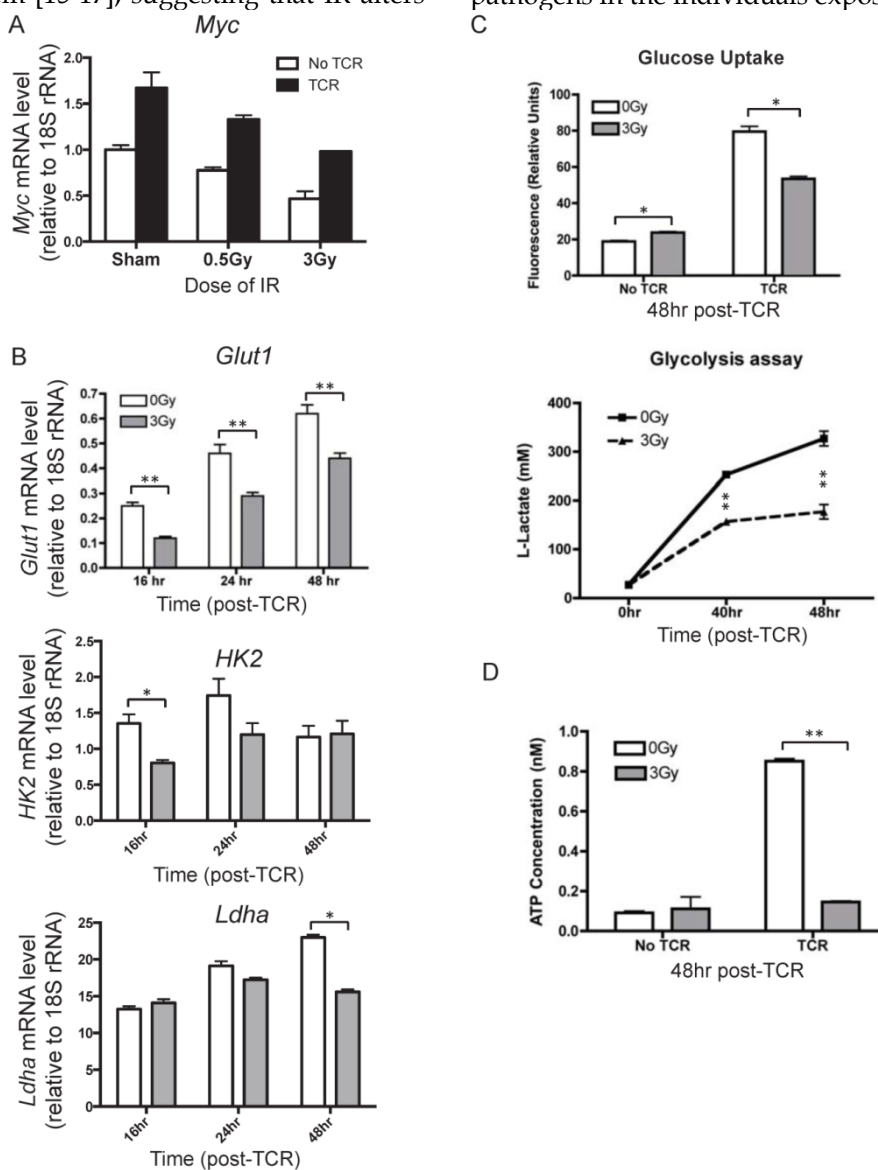 in [15-17], suggesting that IR alters
pathogens in the individuals expos
A
Myc
No TCR
TCR
Myc mRNA level
(relative to 18S rRNA)
2.0
1.5
1.0
0.5
0.0
Sham
0.5Gy
3Gy
Dose of IR
B
Glut1
0Gy
3Gy
Glut1 mRNA level
(relative to 18S rRNA)
0.7
0.6
0.5
0.4
0.3
0.2
0.1
0.0
**
**
**
16 hr
24 hr
48 hr
Time (post-TCR)
HK2
HK2 mRNA level
(relative to 18S rRNA)
2.5
2.0
1.5
1.0
0.5
0.0
*
16hr
24hr
48hr
Time (post-TCR)
Ldha
Ldha mRNA level
(relative to 18S rRNA)
25
20
15
10
5
0
*
16hr
24hr
48hr
Time (post-TCR)
C
Glucose Uptake
0Gy
3Gy
Fluorescence (Relative Units)
100
80
60
40
20
0
*
*
No TCR
TCR
48hr post-TCR
Glycolysis assay
0Gy
3Gy
L-Lactate (mM)
400
300
200
100
0
**
**
0hr
40hr
48hr
Time (post-TCR)
D
0Gy
3Gy
ATP Concentration (nM)
1.0
0.8
0.6
0.4
0.2
0.0
**
No TCR
TCR
48hr post-TCR